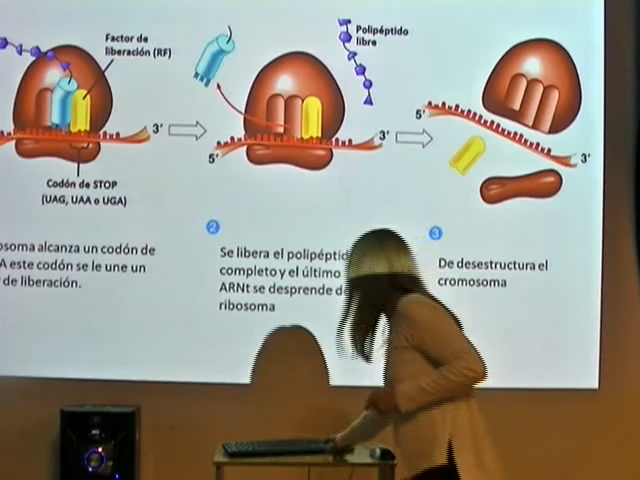 Factor de
liberación (RF)
3'
Codón de STOP
(UAG, UAA o UGA)
alcanza un codón de
este codón se le une un
de liberación.
Polipéptido
libre
5'
3'
2
Se libera el
completo y el último
ARNt se desprende
ribosoma
5'
3'
3
De desestructura el
cromosoma